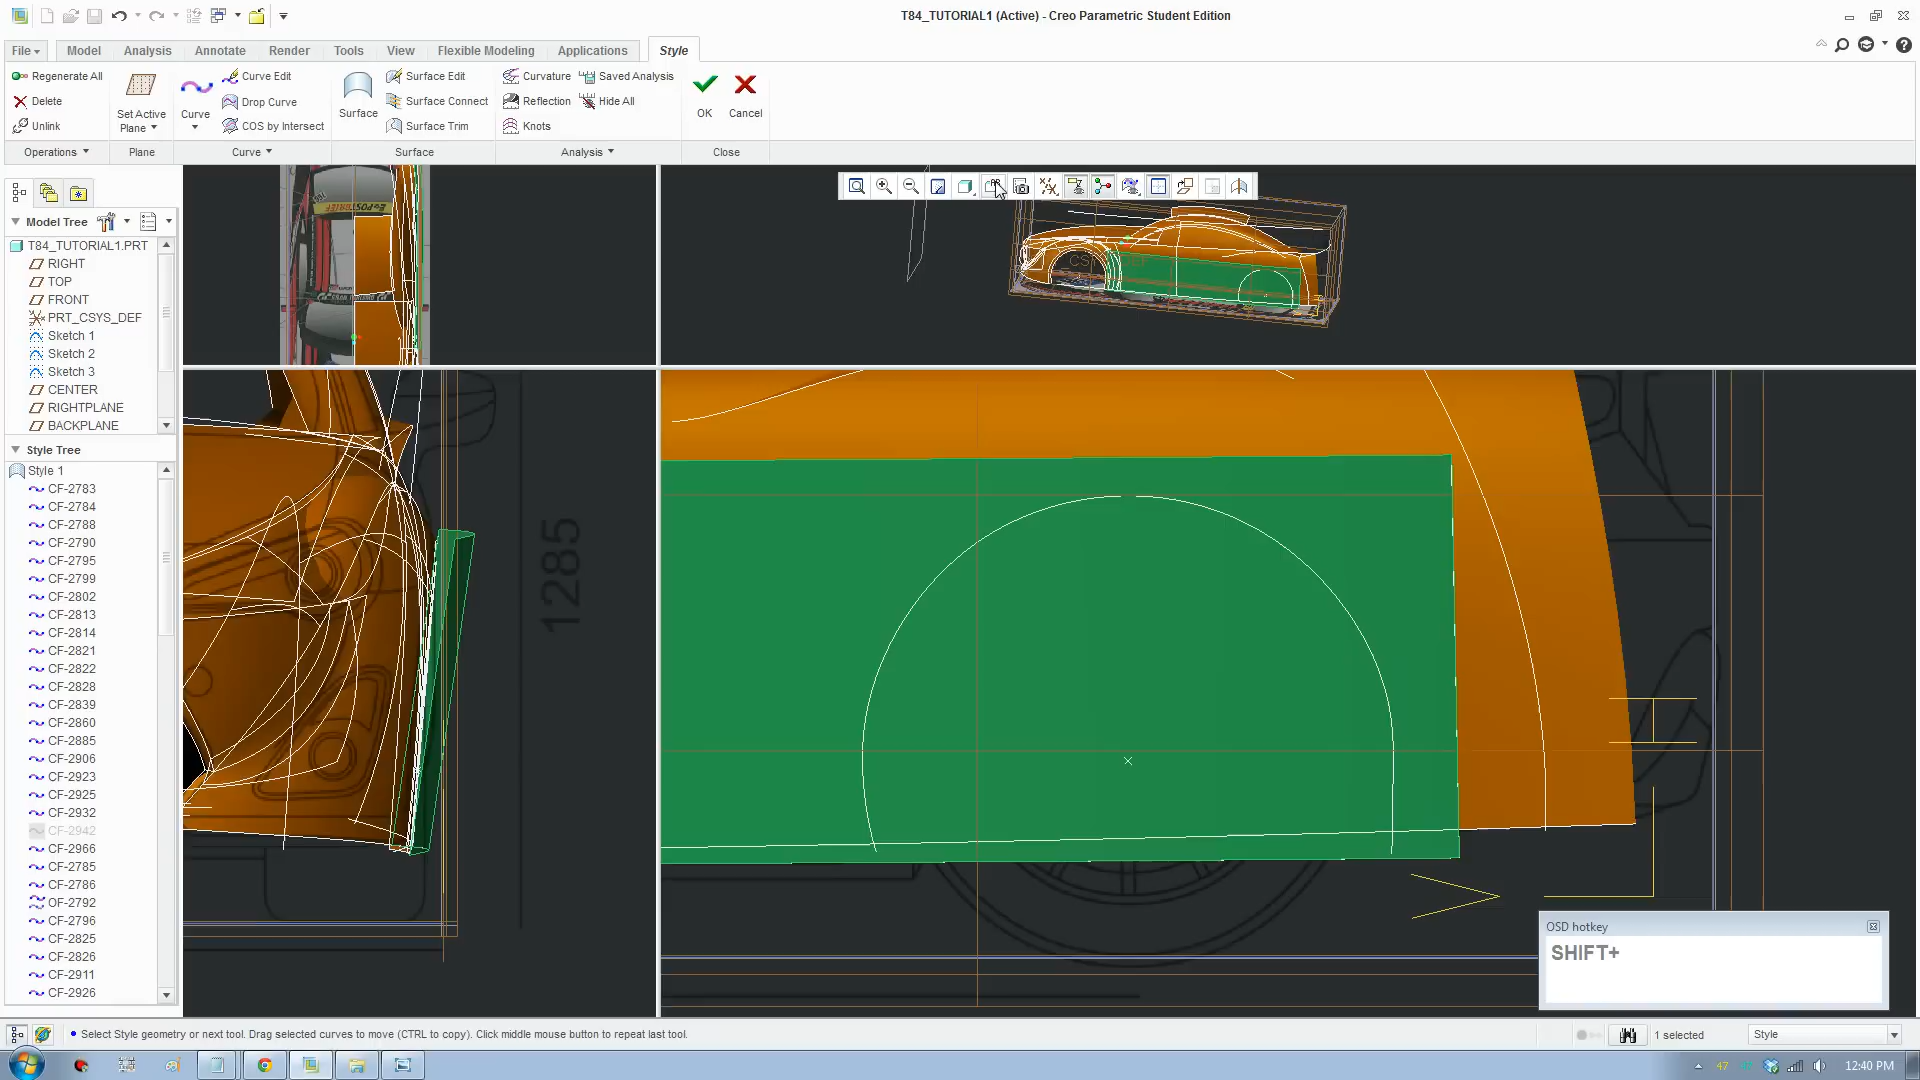 T84_TUTORIAL1 (Active) - Creo Parametric Student Edition
File
Model
Analysis
Annotate
Render
Tools
View
Flexible Modeling
Applications
Style
Regenerate All
Delete
Unlink
Set Active
Plane
Curve
Curve Edit
Drop Curve
COS by Intersect
Surface
Surface Edit
Surface Connect
Surface Trim
Curvature
Reflection
Knots
Saved Analysis
Hide All
OK
Cancel
Operations
Plane
Curve
Surface
Analysis
Close
Model Tree
T84_TUTORIAL1.PRT
RIGHT
TOP
FRONT
PRT_CSYS_DEF
Sketch 1
Sketch 2
Sketch 3
CENTER
RIGHTPLANE
BACKPLANE
Style Tree
Style 1
CF-2783
CF-2784
CF-2788
CF-2790
CF-2795
CF-2799
CF-2802
CF-2813
CF-2814
CF-2821
CF-2822
CF-2828
CF-2839
CF-2860
CF-2885
CF-2906
CF-2923
CF-2925
CF-2932
CF-2942
CF-2966
CF-2785
CF-2786
OF-2792
CF-2796
CF-2825
CF-2826
CF-2911
CF-2926
1285
OSD hotkey
SHIFT+
Select Style geometry or next tool. Drag selected curves to move (CTRL to copy). Click middle mouse button to repeat last tool.
1 selected
Style
47
12:40 PM